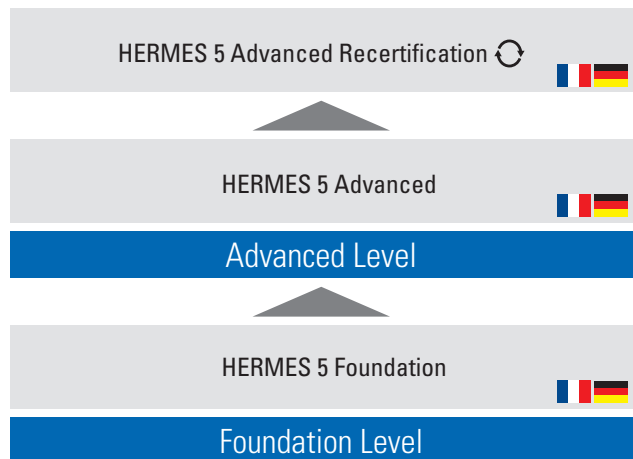 HERMES 5 Advanced Recertification
HERMES 5 Advanced
Advanced Level
HERMES 5 Foundation
Foundation Level